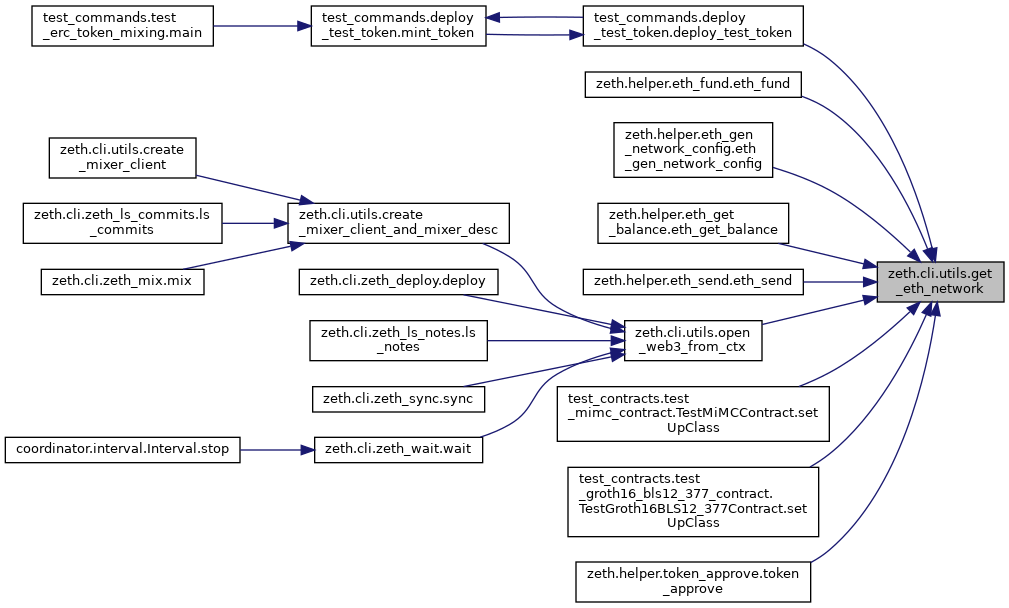 test_commands.test
_erc_token_mixing.main
test_commands.deploy
_test_token.mint_token
test_commands.deploy
_test_token.deploy_test_token
zeth.helper.eth_fund.eth_fund
zeth.helper.eth_gen
_network_config.eth
_gen_network_config
zeth.cli.utils.create
_mixer_client
zeth.cli.zeth_ls_commits.ls
_commits
zeth.cli.utils.create
_mixer_client_and_mixer_desc
zeth.helper.eth_get
_balance.eth_get_balance
zeth.cli.zeth_mix.mix
zeth.cli.zeth_deploy.deploy
zeth.helper.eth_send.eth_send
zeth.cli.utils.get
_eth_network
zeth.cli.zeth_ls_notes.ls
_notes
zeth.cli.utils.open
_web3_from_ctx
zeth.cli.zeth_sync.sync
test_contracts.test
_mimc_contract.TestMiMCContract.set
UpClass
coordinator.interval.Interval.stop
zeth.cli.zeth_wait.wait
test_contracts.test
_groth16_bls12_377_contract.
TestGroth16BLS12_377Contract.set
UpClass
zeth.helper.token_approve.token
_approve